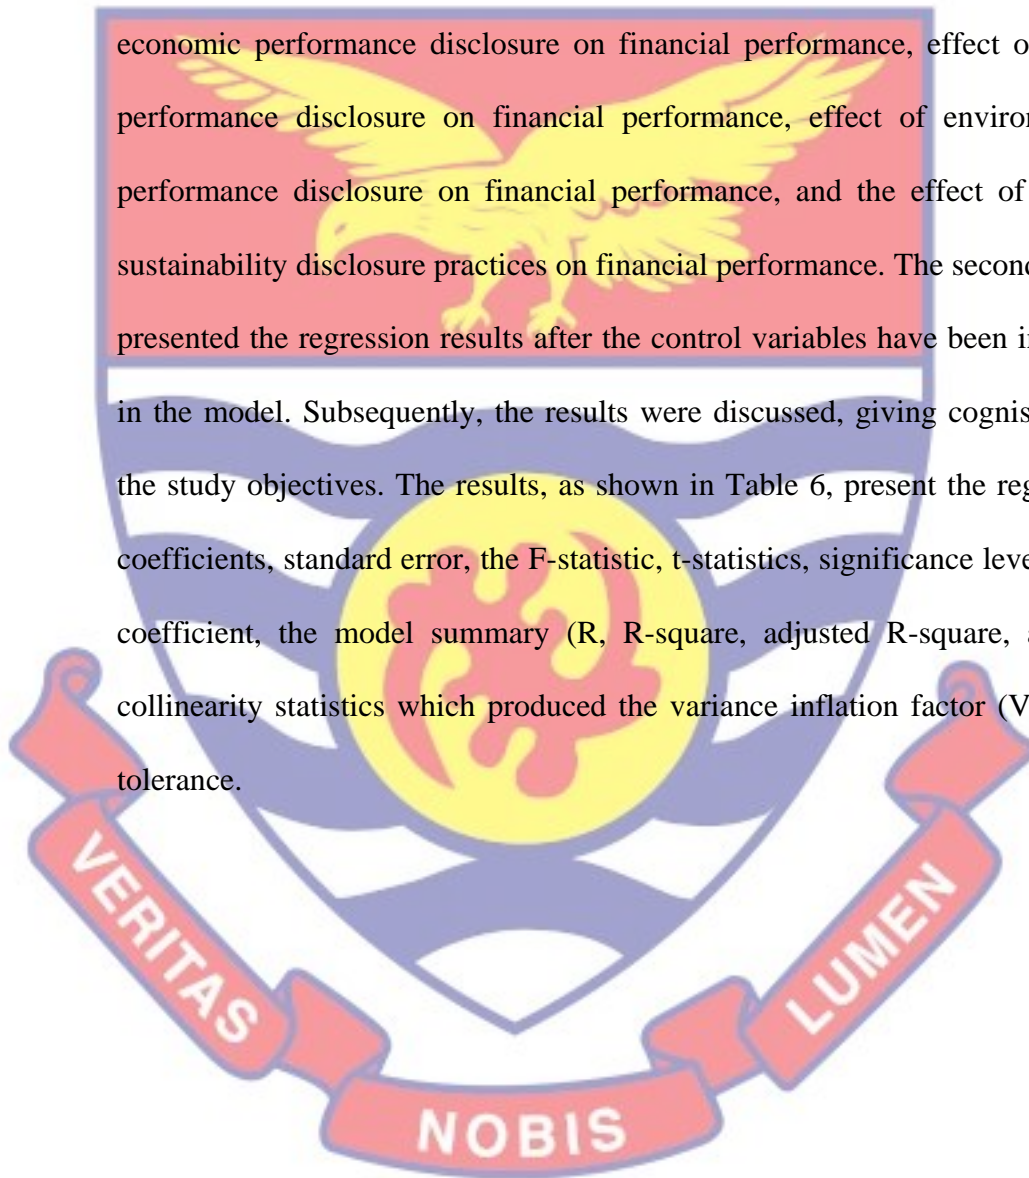 economic performance disclosure on financial performance, effect o
performance disclosure on financial performance, effect of enviro
performance disclosure on financial performance, and the effect of
sustainability disclosure practices on financial performance. The second
presented the regression results after the control variables have been i
in the model. Subsequently, the results were discussed, giving cognis
the study objectives. The results, as shown in Table 6, present the reg
coefficients, standard error, the F-statistic, t-statistics, significance leve
coefficient, the model summary (R, R-square, adjusted R-square, a
collinearity statistics which produced the variance inflation factor (V
tolerance.
VERITAS
NOBIS
LUMEN